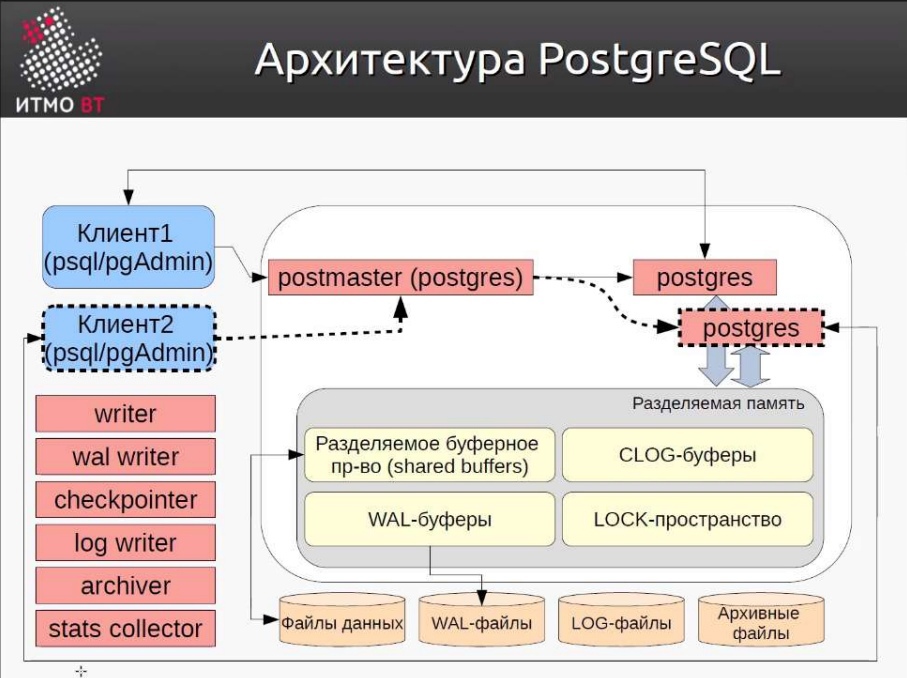 ИТМО ВТ
Архитектура PostgreSQL
Клиент1
(psql/pgAdmin)
postmaster (postgres)
postgres
Клиент2
(psql/pgAdmin)
postgres
writer
wal writer
checkpointer
log writer
archiver
stats collector
Разделяемая память
Разделяемое буферное
пр-во (shared buffers)
CLOG-буферы
WAL-буферы
LOCK-пространство
Файлы данных
WAL-файлы
LOG-файлы
Архивные
файлы